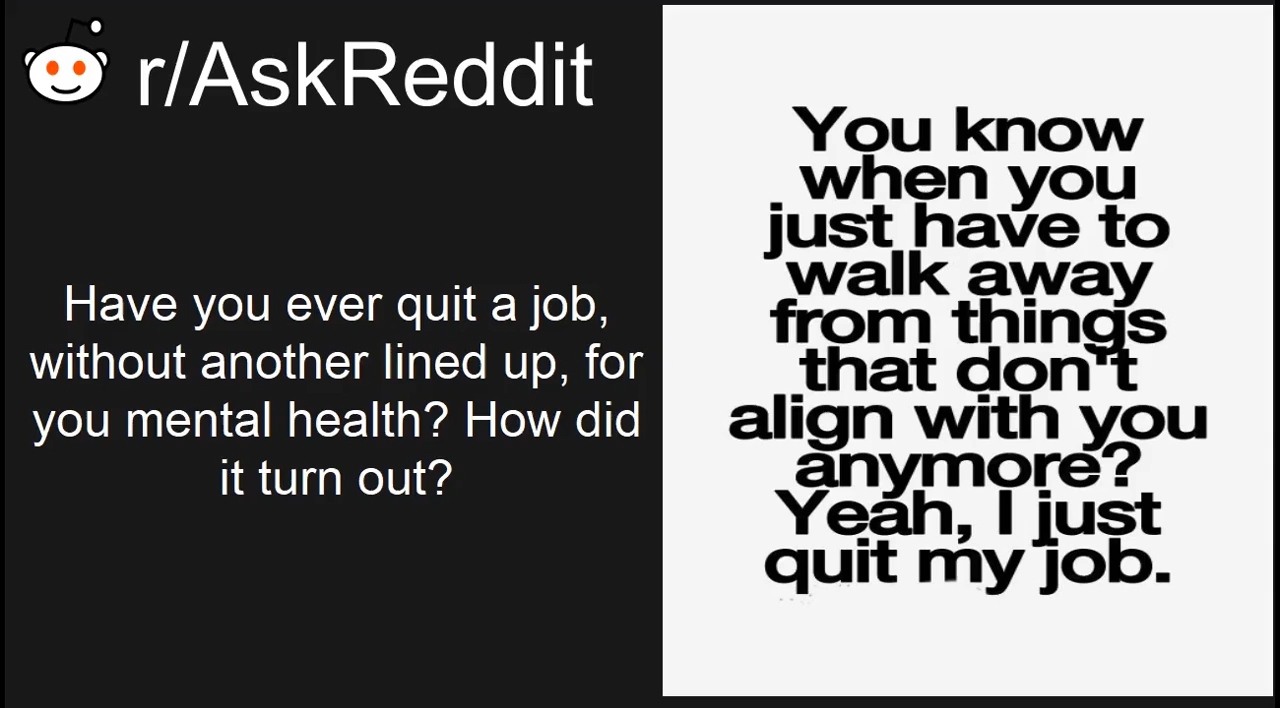 r/AskReddit
Have you ever quit a job,
without another lined up, for
you mental health? How did
it turn out?
You know
when you
just have to
walk away
from things
that don't
align with you
anymore?
Yeah, I just
quit my job.